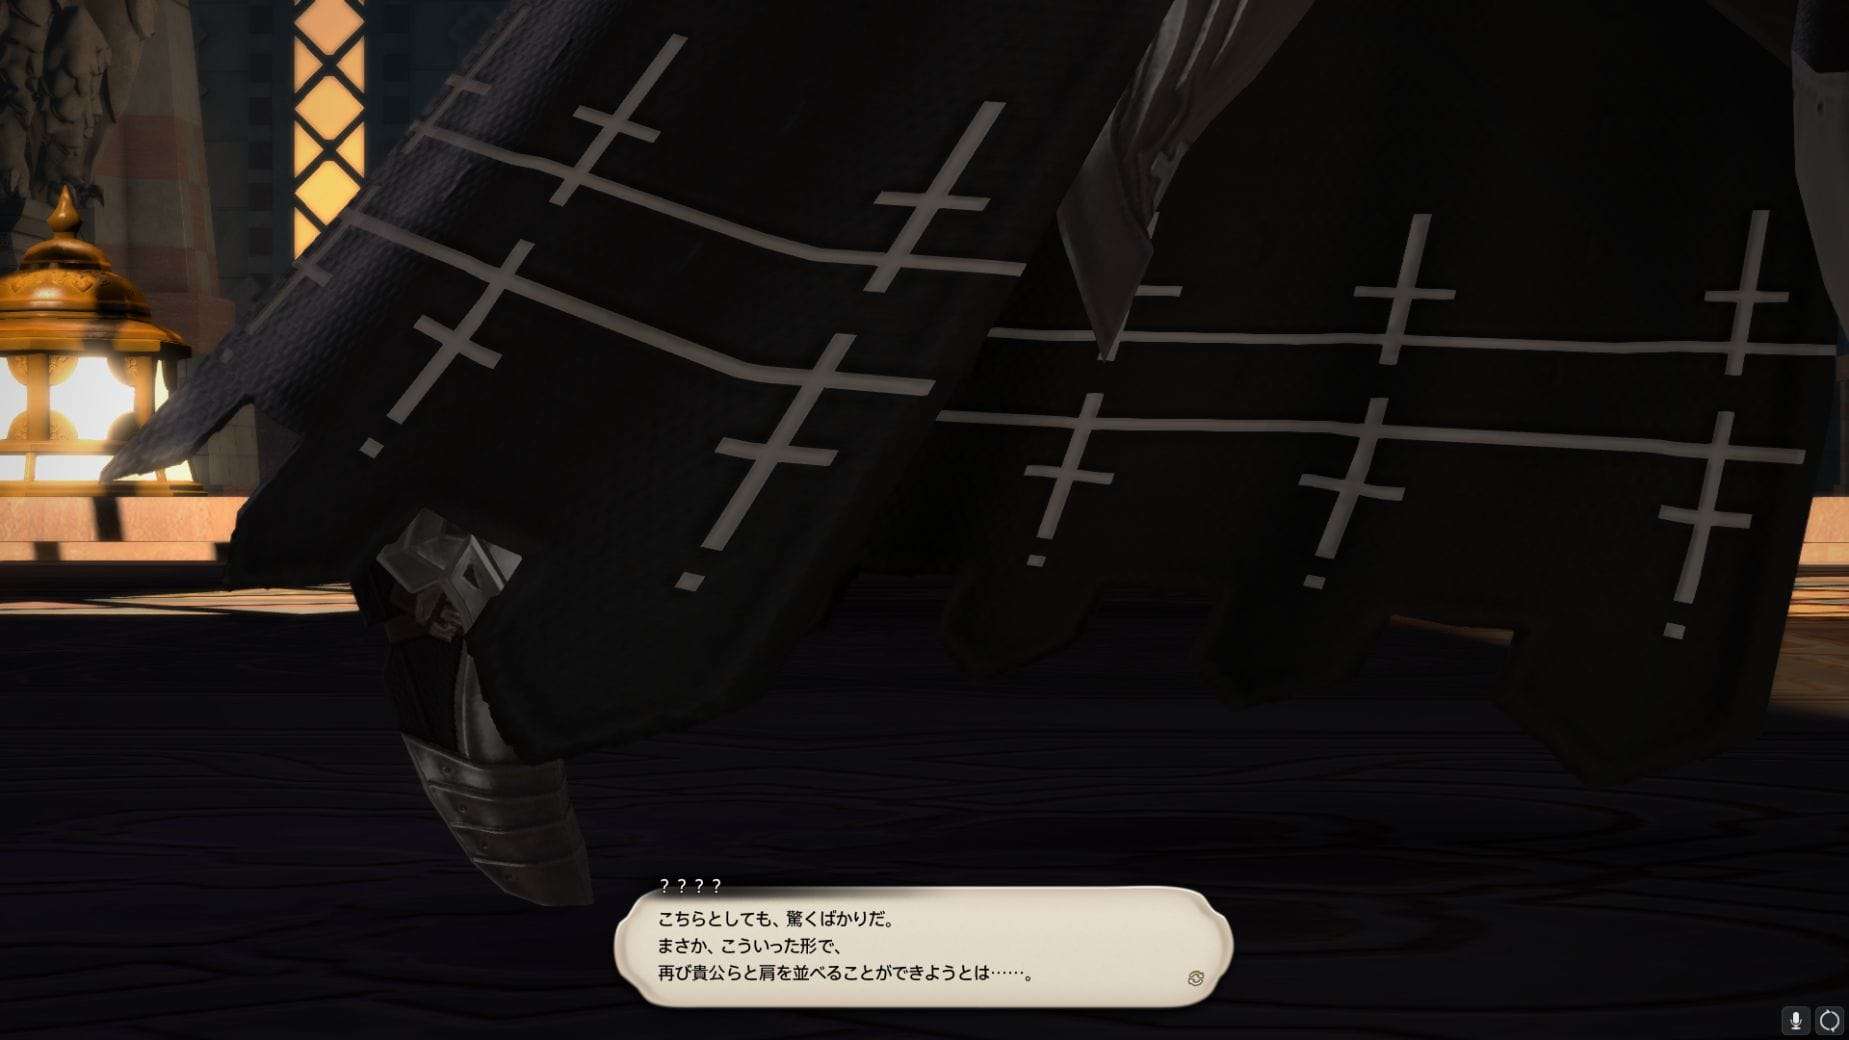 ????
こちらとしても、驚くばかりだ。
まさか、こういった形で、
再び貴公らと肩を並べることができようとは……。